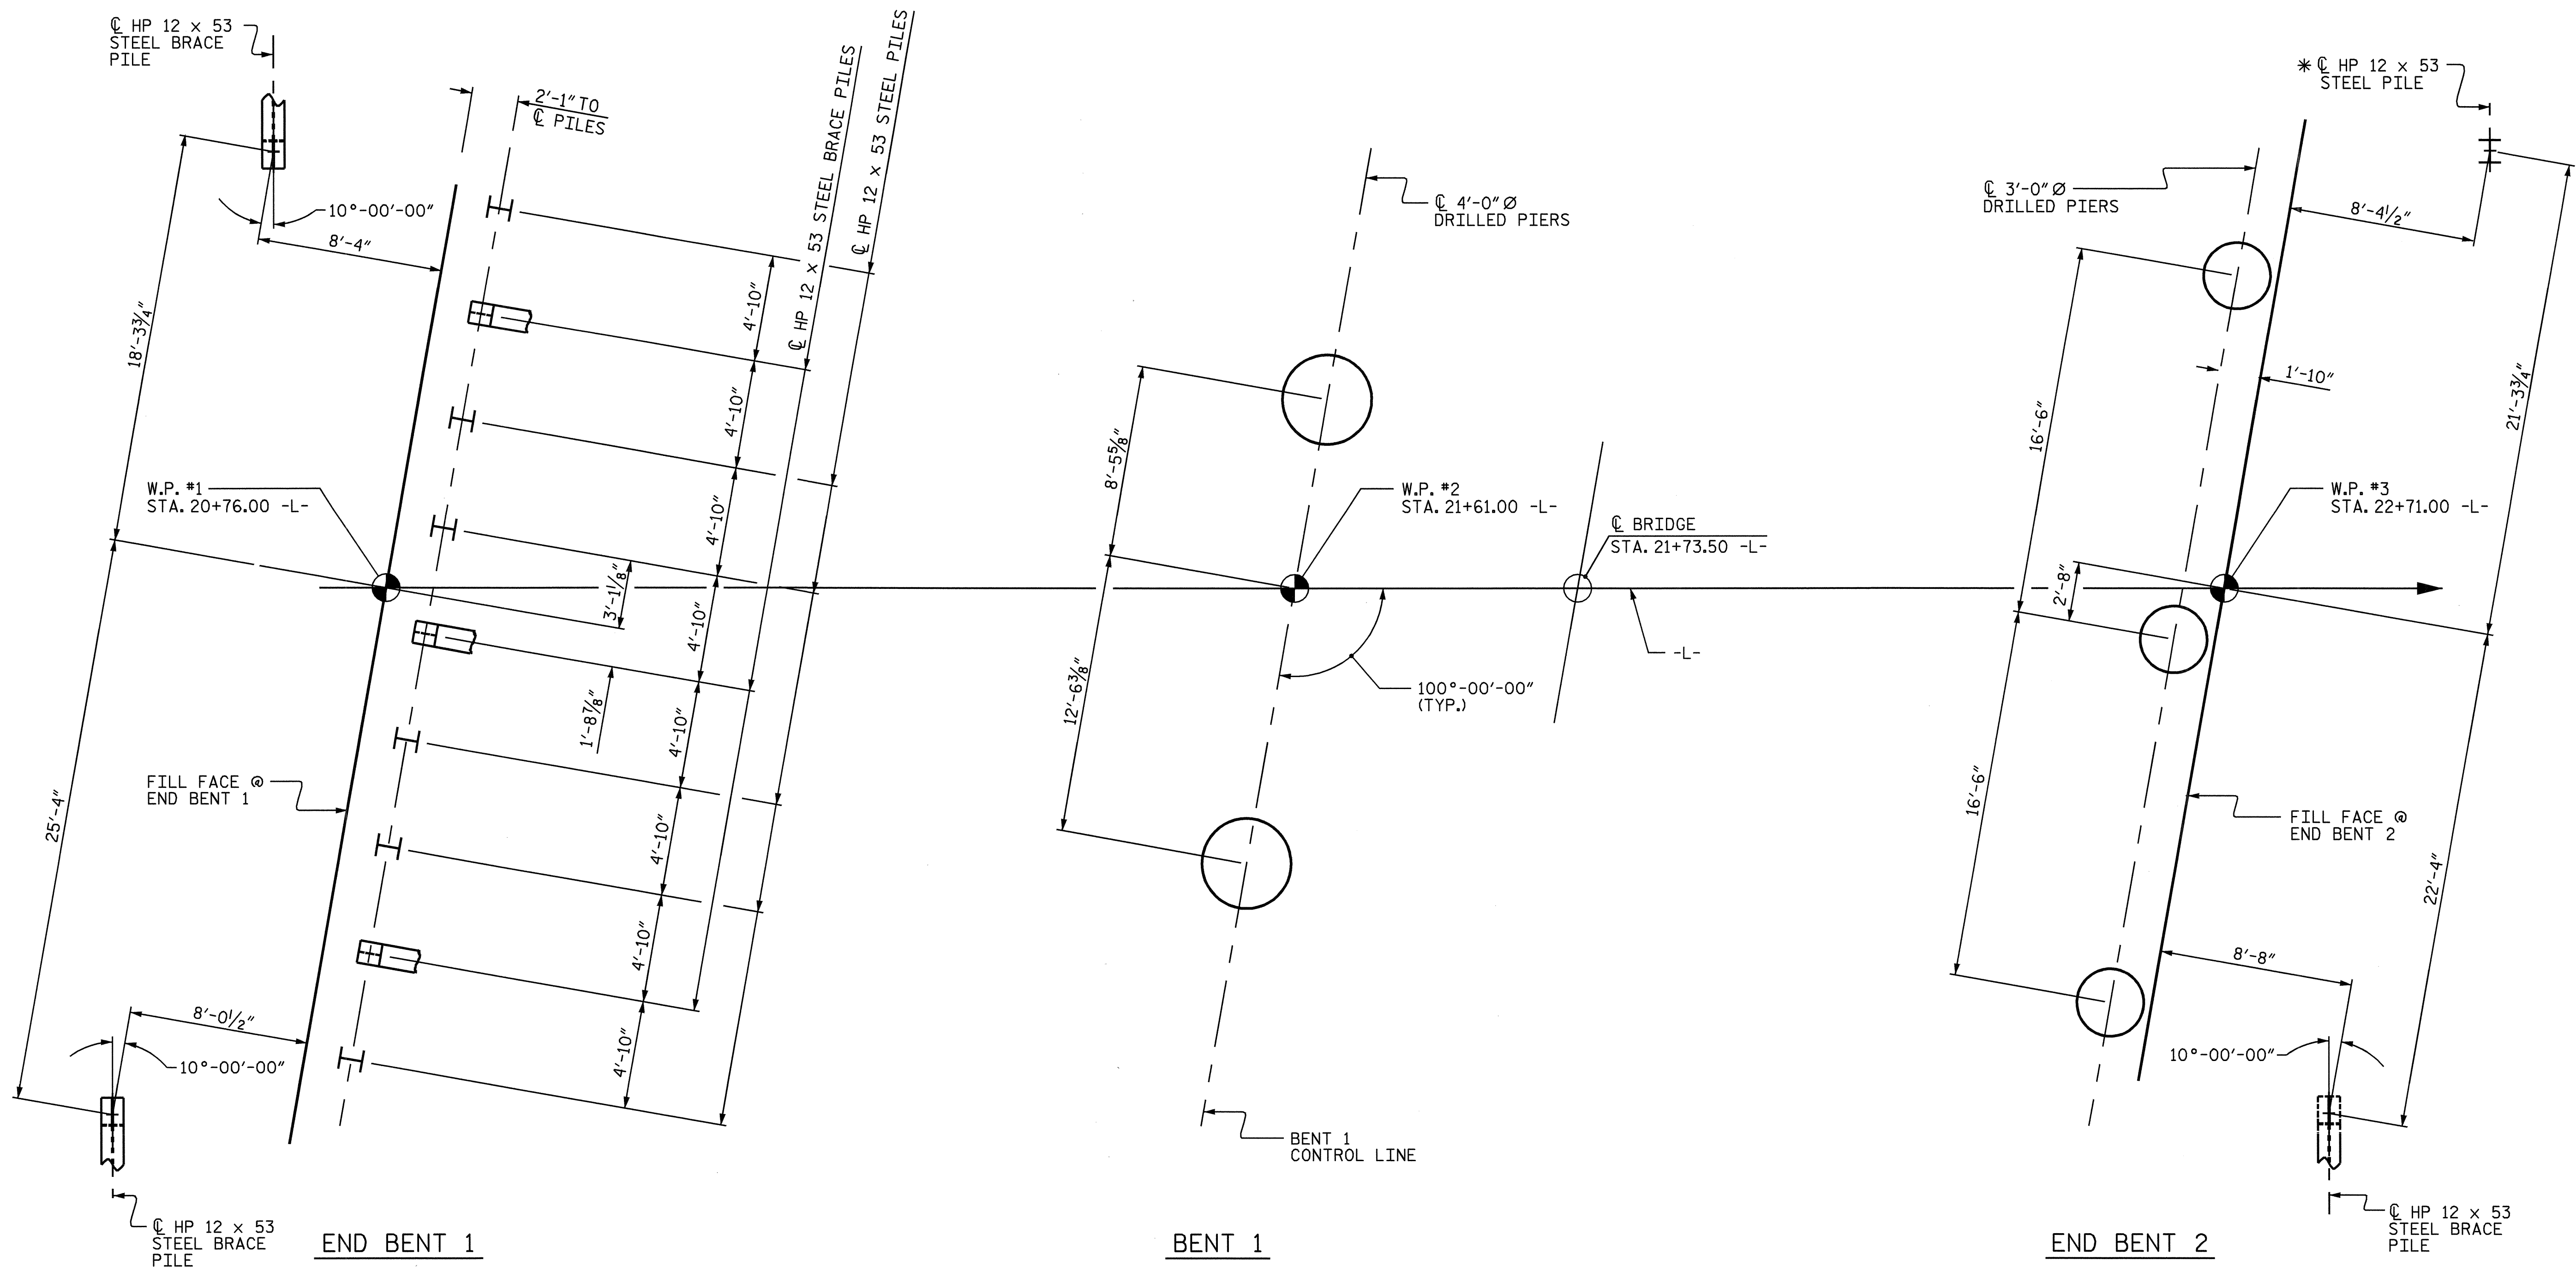 ℄ HP 12 x 53
STEEL BRACE
PILE
10°-00'-00"
8'-4"
18'-3¾"
W.P. #1
STA. 20+76.00 -L-
25'-4"
FILL FACE @
END BENT 1
8'-0½"
10°-00'-00"
℄ HP 12 x 53
STEEL BRACE
PILE
END BENT 1
2'-1" TO
℄ PILES
℄ HP 12 x 53 STEEL BRACE PILES
℄ HP 12 x 53 STEEL PILES
4'-10"
4'-10"
4'-10"
3'-1⅛"
4'-10"
1'-8⅞"
4'-10"
4'-10"
4'-10"
4'-10"
℄ 4'-0" Ø
DRILLED PIERS
8'-5⅝"
W.P. #2
STA. 21+61.00 -L-
℄ BRIDGE
STA. 21+73.50 -L-
12'-6⅜"
100°-00'-00"
(TYP.)
-L-
BENT 1
CONTROL LINE
BENT 1
* ℄ HP 12 x 53
STEEL PILE
℄ 3'-0" Ø
DRILLED PIERS
8'-4½"
1'-10"
16'-6"
21'-3¾"
W.P. #3
STA. 22+71.00 -L-
2'-8"
16'-6"
FILL FACE @
END BENT 2
22'-4"
8'-8"
10°-00'-00"
℄ HP 12 x 53
STEEL BRACE
PILE
END BENT 2